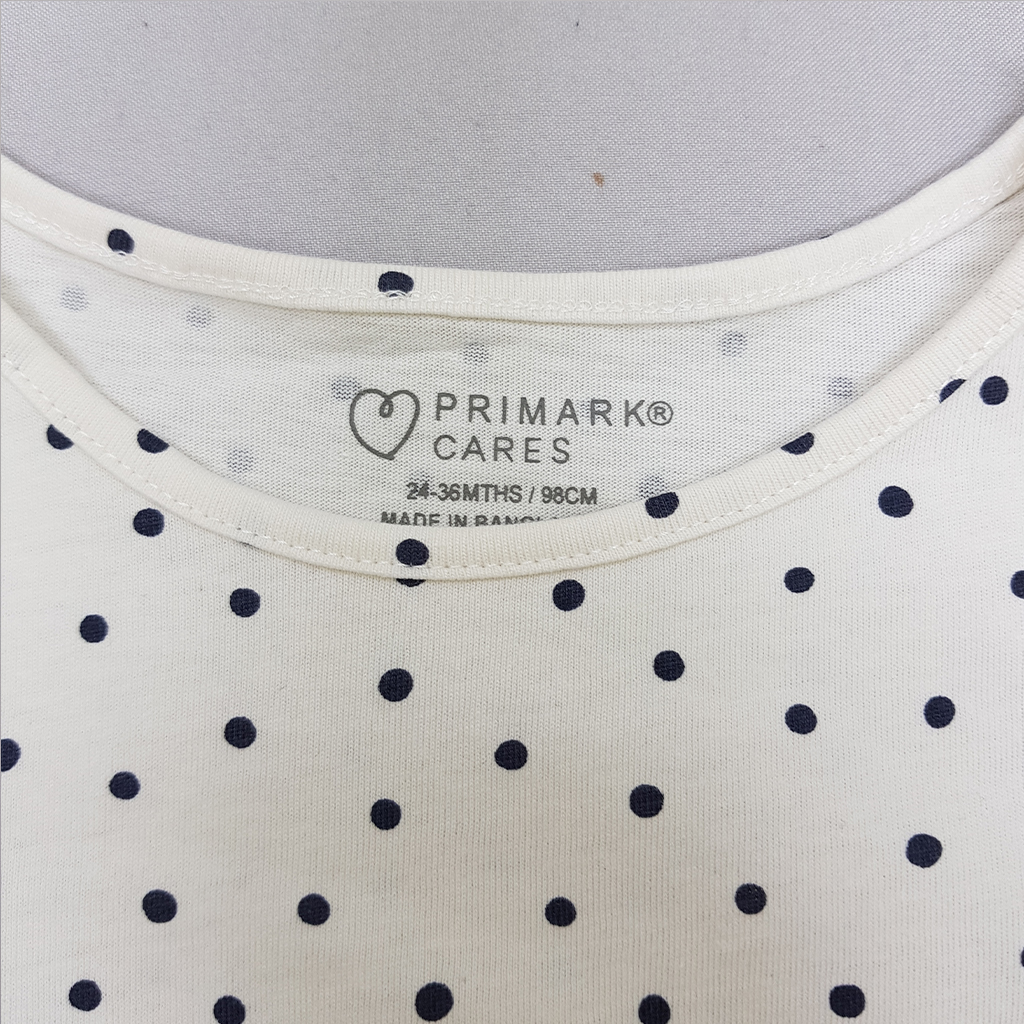 PRIMARK®
CARES
24-36MTHS / 98CM
MADE IN